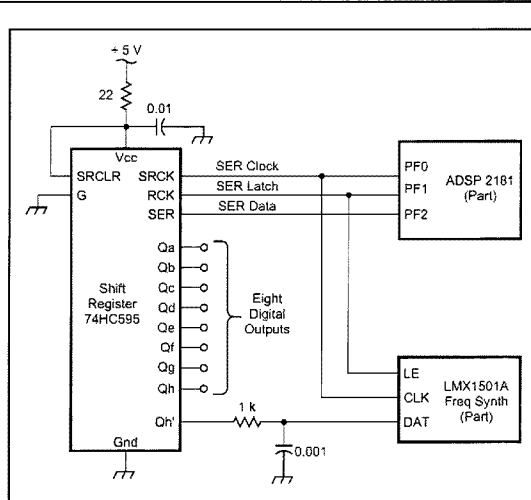 + 5 V
22
0.01
Vcc
SRCLR
SRCK
G
RCK
SER
SER Clock
SER Latch
SER Data
PF0
PF1
PF2
ADSP 2181
(Part)
Qa
Qb
Qc
Qd
Qe
Qf
Qg
Qh
Shift
Register
74HC595
Eight
Digital
Outputs
LE
CLK
DAT
LMX1501A
Freq Synth
(Part)
Qh'
1 k
0.001
Gnd